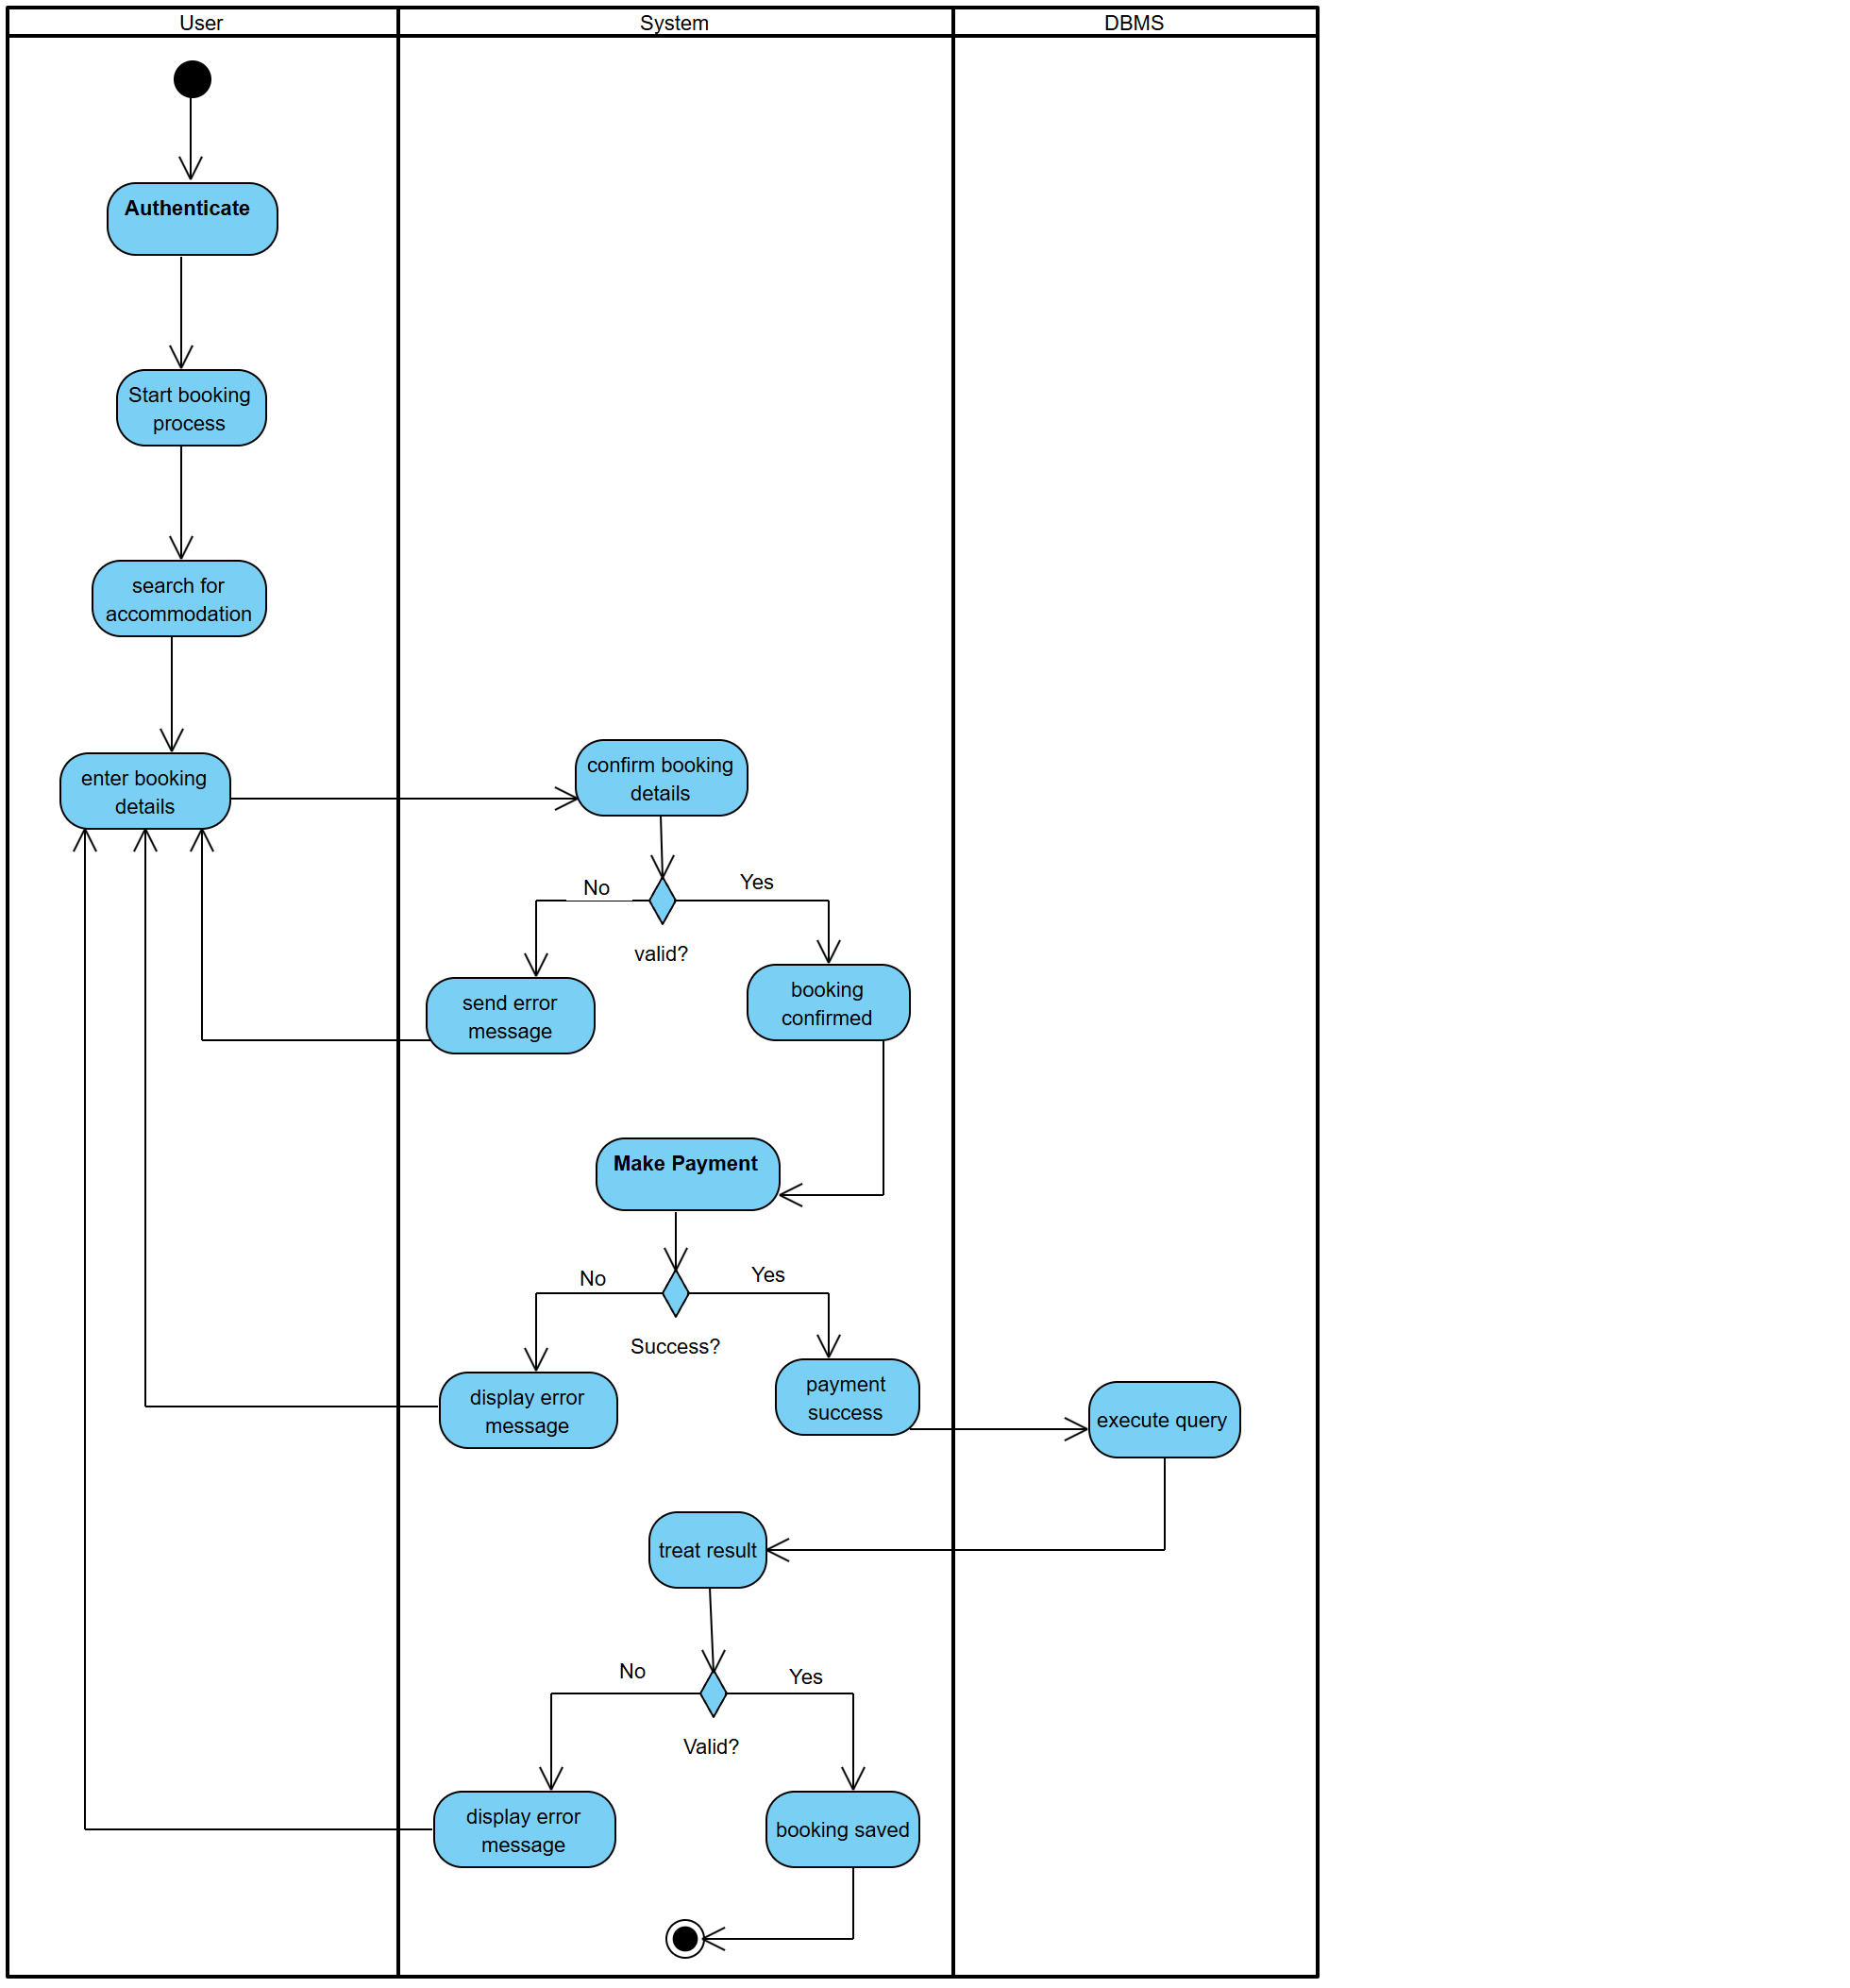 User
System
DBMS
Authenticate
Start booking
process
search for
accommodation
enter booking
details
confirm booking
details
No
Yes
valid?
send error
message
booking
confirmed
Make Payment
No
Yes
Success?
display error
message
payment
success
execute query
treat result
No
Yes
Valid?
display error
message
booking saved